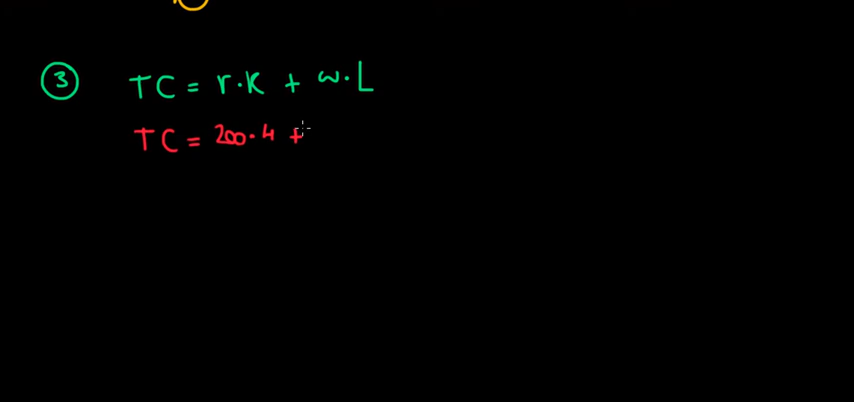 3 TC = r·K + w·L
TC = 200·4 +